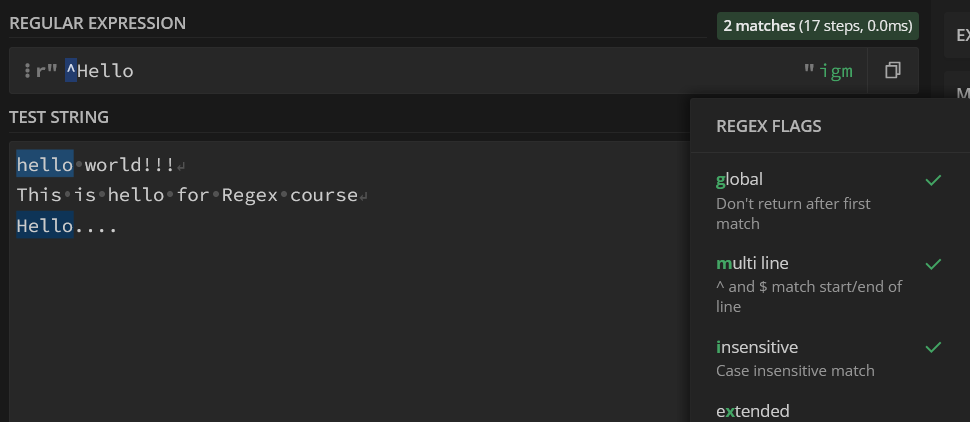 REGULAR EXPRESSION
2 matches (17 steps, 0.0ms)
r" ^Hello " igm
TEST STRING
hello world!!!
This is hello for Regex course
Hello....
REGEX FLAGS
global
Don't return after first
match
multi line
^ and $ match start/end of
line
insensitive
Case insensitive match
extended